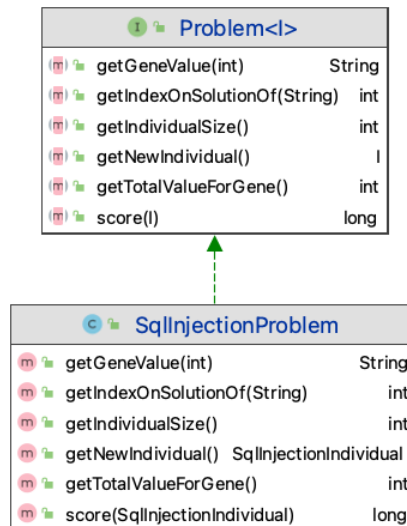 I Problem<I>
m getGeneValue(int) String
m getIndexOnSolutionOf(String) int
m getIndividualSize() int
m getNewIndividual() I
m getTotalValueForGene() int
m score(I) long
C SqlInjectionProblem
m getGeneValue(int) String
m getIndexOnSolutionOf(String) int
m getIndividualSize() int
m getNewIndividual() SqlInjectionIndividual
m getTotalValueForGene() int
m score(SqlInjectionIndividual) long